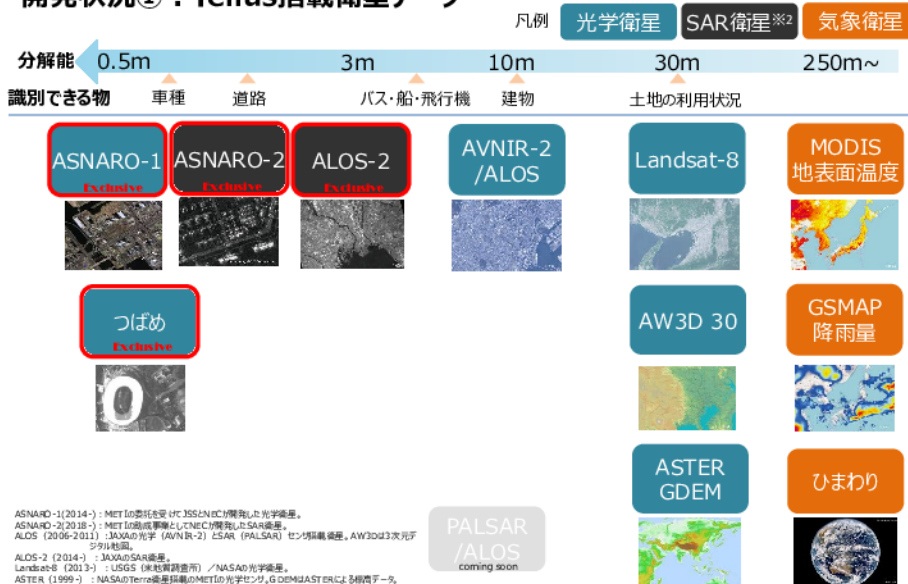 開発状況①：Tellus搭載衛星データ
凡例 光学衛星 SAR衛星※2 気象衛星
分解能 0.5m 3m 10m 30m 250m~
識別できる物 車種 道路 バス・船・飛行機 建物 土地の利用状況
ASNARO-1
Exclusive
ASNARO-2
Exclusive
ALOS-2
Exclusive
AVNIR-2
/ALOS
Landsat-8
MODIS
地表面温度
つばめ
Exclusive
AW3D 30
GSMAP
降雨量
ASTER
GDEM
ひまわり
PALSAR
/ALOS
coming soon
ASNARO-1(2014-)：METIの委託を受けてJSSとNECが開発した光学衛星。
ASNARO-2(2018-)：METIの助成事業としてNECが開発したSAR衛星。
ALOS (2006-2011)：JAXAの光学 (AVNIR-2) とSAR (PALSAR) センサ搭載衛星。AW3Dは3次元デ
ジタル地図。
ALOS-2 (2014-)：JAXAのSAR衛星。
Landsat-8 (2013-)：USGS（米地質調査所）/NASAの光学衛星。
ASTER (1999-)：NASAのTerra衛星搭載のMETIの光学センサ。GDEMはASTERによる標高データ。